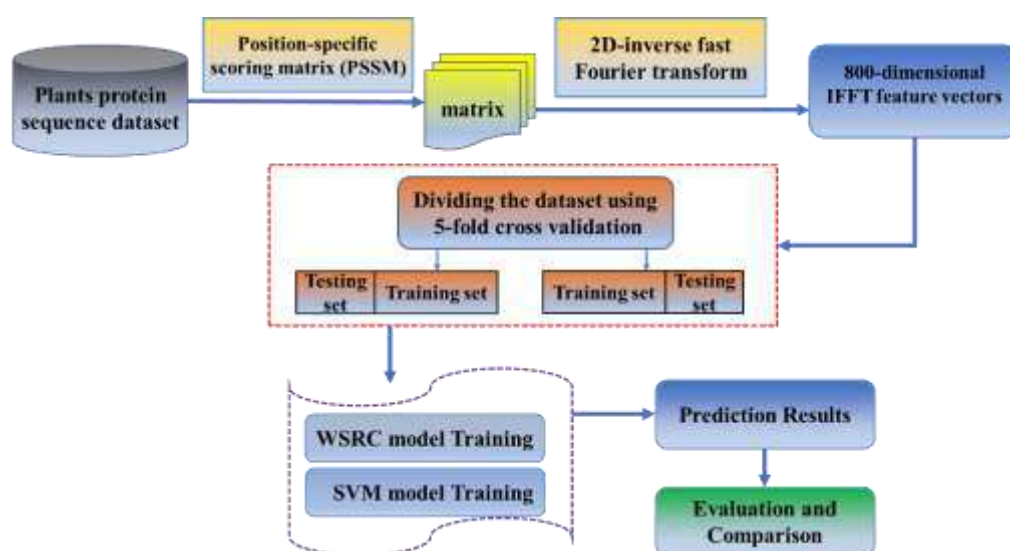 Plants protein
sequence dataset
Position-specific
scoring matrix (PSSM)
matrix
2D-inverse fast
Fourier transform
800-dimensional
IFFT feature vectors
Dividing the dataset using
5-fold cross validation
Testing
set
Training set
Training set
Testing
set
WSRC model Training
SVM model Training
Prediction Results
Evaluation and
Comparison